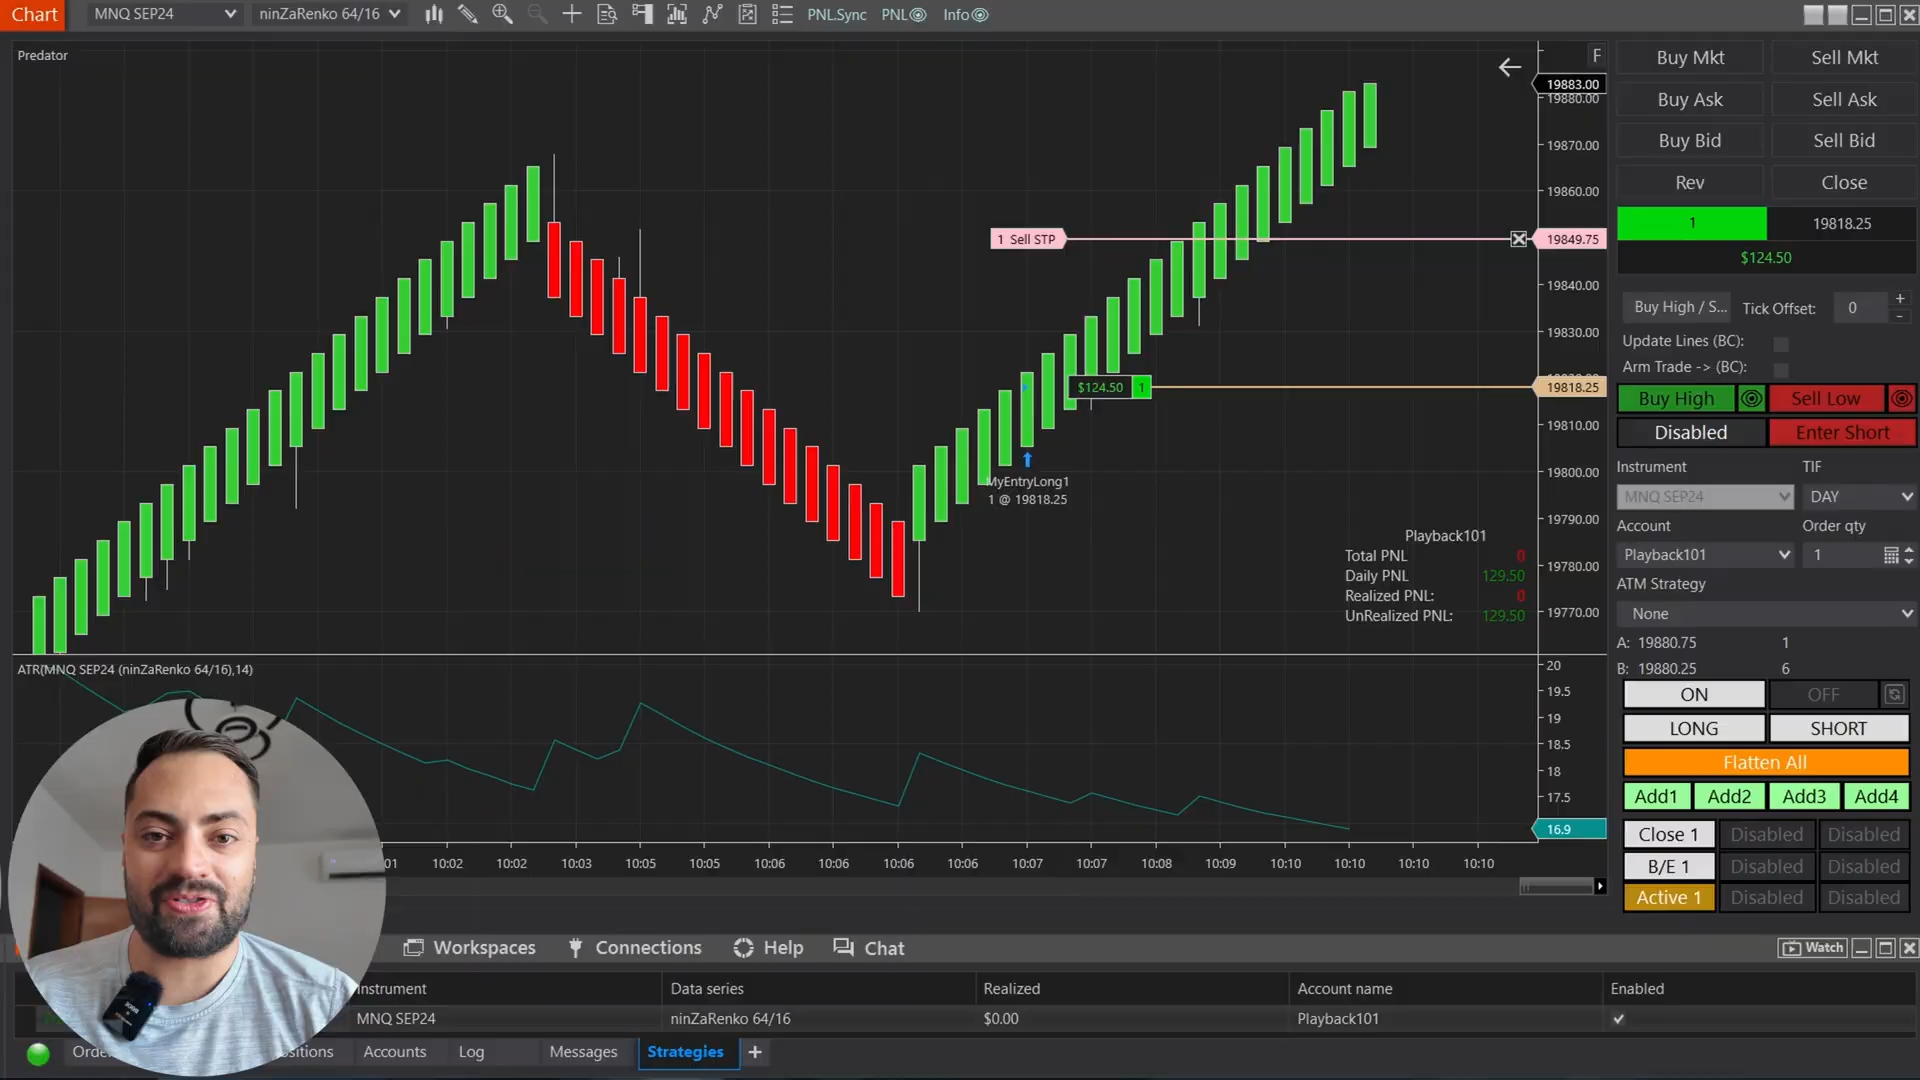 Chart MNQ SEP24 ninZaRenko 64/16 PNL.Sync PNL Info
Predator
F
19883.00
19880.00
19870.00
19860.00
1 Sell STP
19849.75
19840.00
19830.00
$124.50 1
19818.25
19810.00
19800.00
MyEntryLong1
1 @ 19818.25
19790.00
19780.00
19770.00
Playback101
Total PNL 0
Daily PNL 129.50
Realized PNL: 0
UnRealized PNL: 129.50
ATR(MNQ SEP24 (ninZaRenko 64/16),14)
20
19.5
19
18.5
18
17.5
16.9
01 10:02 10:02 10:03 10:05 10:05 10:06 10:06 10:06 10:06 10:07 10:07 10:08 10:09 10:10 10:10 10:10 10:10
Buy Mkt Sell Mkt
Buy Ask Sell Ask
Buy Bid Sell Bid
Rev Close
1 19818.25
$124.50
Buy High / S... Tick Offset: 0
Update Lines (BC):
Arm Trade -> (BC):
Buy High Sell Low
Disabled Enter Short
Instrument TIF
MNQ SEP24 DAY
Account Order qty
Playback101 1
ATM Strategy
None
A: 19880.75 1
B: 19880.25 6
ON OFF
LONG SHORT
Flatten All
Add1 Add2 Add3 Add4
Close 1 Disabled Disabled
B/E 1 Disabled Disabled
Active 1 Disabled Disabled
Workspaces Connections Help Chat Watch
Instrument Data series Realized Account name Enabled
MNQ SEP24 ninZaRenko 64/16 $0.00 Playback101
Orde sitions Accounts Log Messages Strategies +